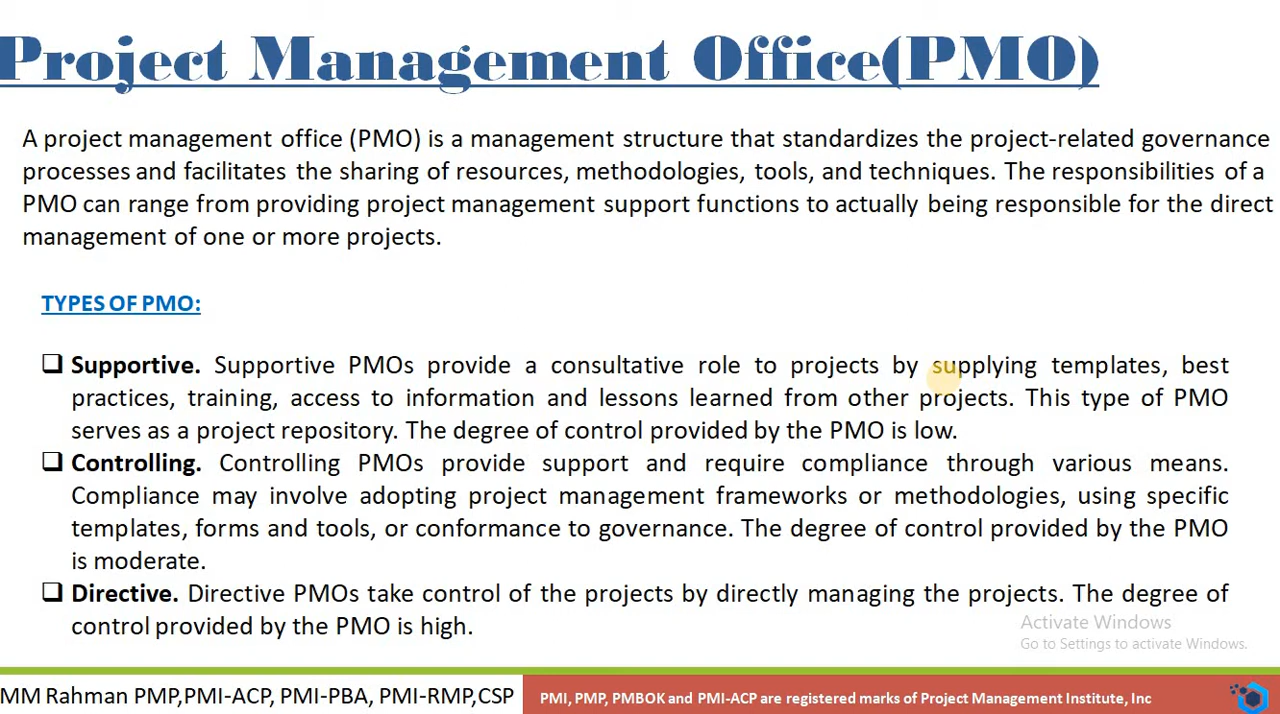 Project Management Office(PMO)
A project management office (PMO) is a management structure that standardizes the project-related governance
processes and facilitates the sharing of resources, methodologies, tools, and techniques. The responsibilities of a
PMO can range from providing project management support functions to actually being responsible for the direct
management of one or more projects.
TYPES OF PMO:
❑ Supportive. Supportive PMOs provide a consultative role to projects by supplying templates, best
practices, training, access to information and lessons learned from other projects. This type of PMO
serves as a project repository. The degree of control provided by the PMO is low.
❑ Controlling. Controlling PMOs provide support and require compliance through various means.
Compliance may involve adopting project management frameworks or methodologies, using specific
templates, forms and tools, or conformance to governance. The degree of control provided by the PMO
is moderate.
❑ Directive. Directive PMOs take control of the projects by directly managing the projects. The degree of
control provided by the PMO is high.
Activate Windows
Go to Settings to activate Windows.
MM Rahman PMP,PMI-ACP, PMI-PBA, PMI-RMP,CSP
PMI, PMP, PMBOK and PMI-ACP are registered marks of Project Management Institute, Inc